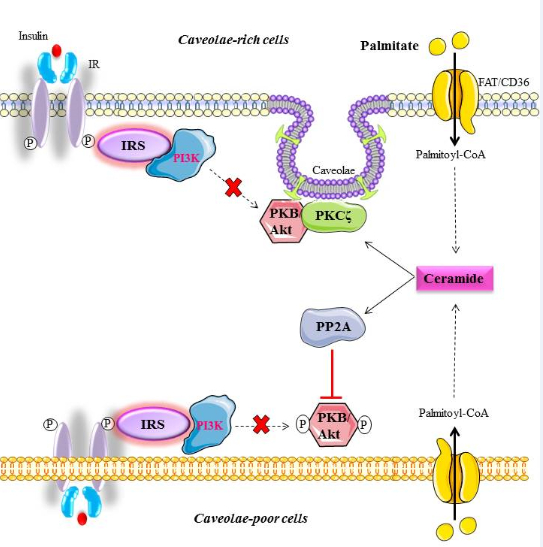 Insulin
Caveolae-rich cells
Palmitate
IR
FAT/CD36
P
P
IRS
PI3K
Palmitoyl-CoA
Caveolae
PKB/
Akt
PKCζ
Ceramide
PP2A
Palmitoyl-CoA
P
P
IRS
PI3K
P
PKB/
Akt
P
Caveolae-poor cells